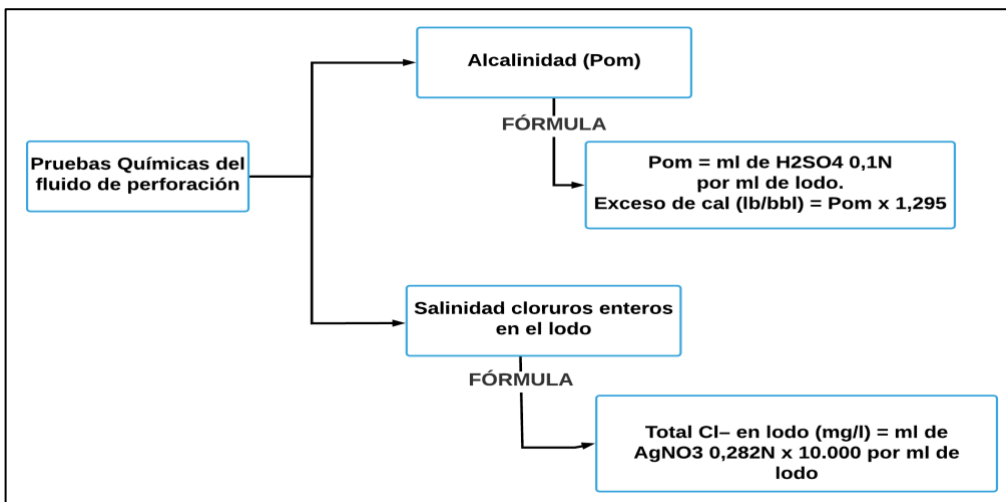 Alcalinidad (Pom)
FÓRMULA
Pruebas Químicas del
fluido de perforación
Pom = ml de H2SO4 0,1N
por ml de lodo.
Exceso de cal (lb/bbl) = Pom x 1,295
Salinidad cloruros enteros
en el lodo
FÓRMULA
Total Cl– en lodo (mg/l) = ml de
AgNO3 0,282N x 10.000 por ml de
lodo